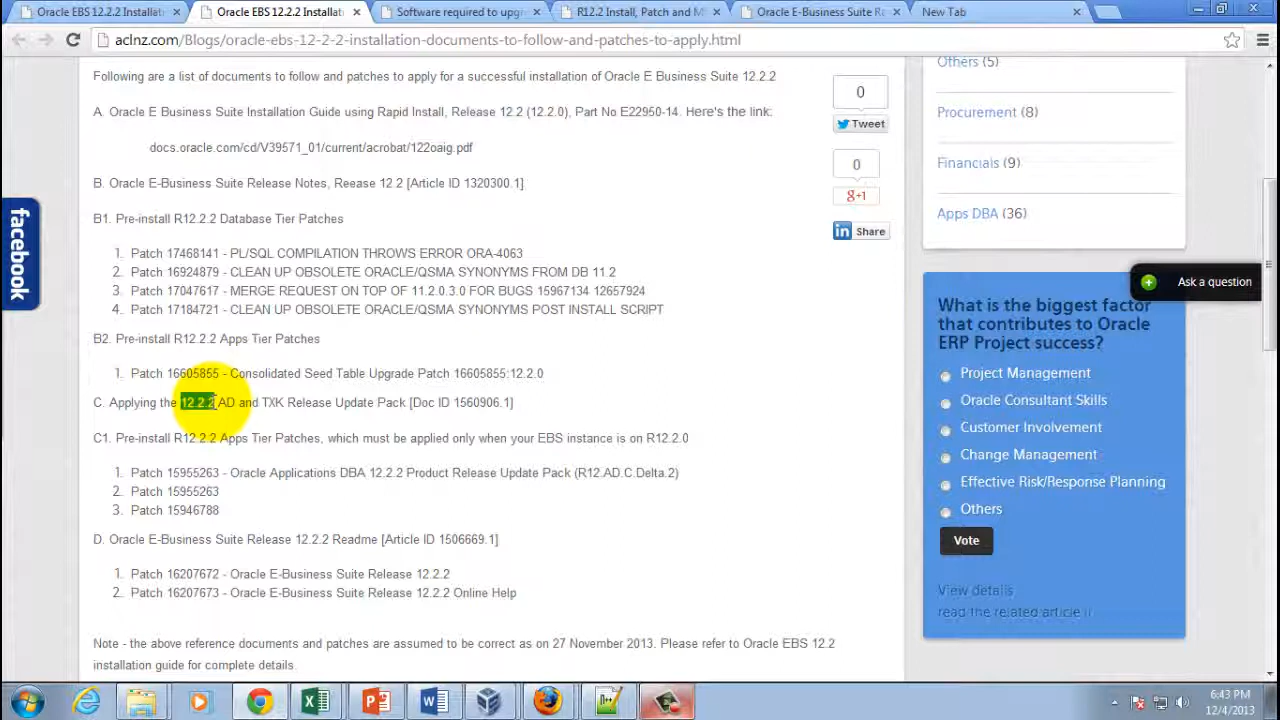 Oracle EBS 12.2.2 Installati
Oracle EBS 12.2.2 Installat
Software required to upg
R12.2 Install, Patch and M
Oracle E-Business Suite Re
New Tab
aclnz.com/Blogs/oracle-ebs-12-2-2-installation-documents-to-follow-and-patches-to-apply.html
Following are a list of documents to follow and patches to apply for a successful installation of Oracle E Business Suite 12.2.2
A. Oracle E Business Suite Installation Guide using Rapid Install, Release 12.2 (12.2.0), Part No E22950-14. Here's the link:
docs.oracle.com/cd/V39571_01/current/acrobat/122oaig.pdf
B. Oracle E-Business Suite Release Notes, Reease 12.2 [Article ID 1320300.1]
B1. Pre-install R12.2.2 Database Tier Patches
1. Patch 17468141 - PL/SQL COMPILATION THROWS ERROR ORA-4063
2. Patch 16924879 - CLEAN UP OBSOLETE ORACLE/QSMA SYNONYMS FROM DB 11.2
3. Patch 17047617 - MERGE REQUEST ON TOP OF 11.2.0.3.0 FOR BUGS 15967134 12657924
4. Patch 17184721 - CLEAN UP OBSOLETE ORACLE/QSMA SYNONYMS POST INSTALL SCRIPT
B2. Pre-install R12.2.2 Apps Tier Patches
1. Patch 16605855 - Consolidated Seed Table Upgrade Patch 16605855:12.2.0
C. Applying the 12.2.2 AD and TXK Release Update Pack [Doc ID 1560906.1]
C1. Pre-install R12.2.2 Apps Tier Patches, which must be applied only when your EBS instance is on R12.2.0
1. Patch 15955263 - Oracle Applications DBA 12.2.2 Product Release Update Pack (R12.AD.C.Delta.2)
2. Patch 15955263
3. Patch 15946788
D. Oracle E-Business Suite Release 12.2.2 Readme [Article ID 1506669.1]
1. Patch 16207672 - Oracle E-Business Suite Release 12.2.2
2. Patch 16207673 - Oracle E-Business Suite Release 12.2.2 Online Help
Note - the above reference documents and patches are assumed to be correct as on 27 November 2013. Please refer to Oracle EBS 12.2
installation guide for complete details.
facebook
0
Tweet
0
g+1
in Share
Others (5)
Procurement (8)
Financials (9)
Apps DBA (36)
Ask a question
What is the biggest factor
that contributes to Oracle
ERP Project success?
Project Management
Oracle Consultant Skills
Customer Involvement
Change Management
Effective Risk/Response Planning
Others
Vote
View details
read the related article
6:43 PM
12/4/2013